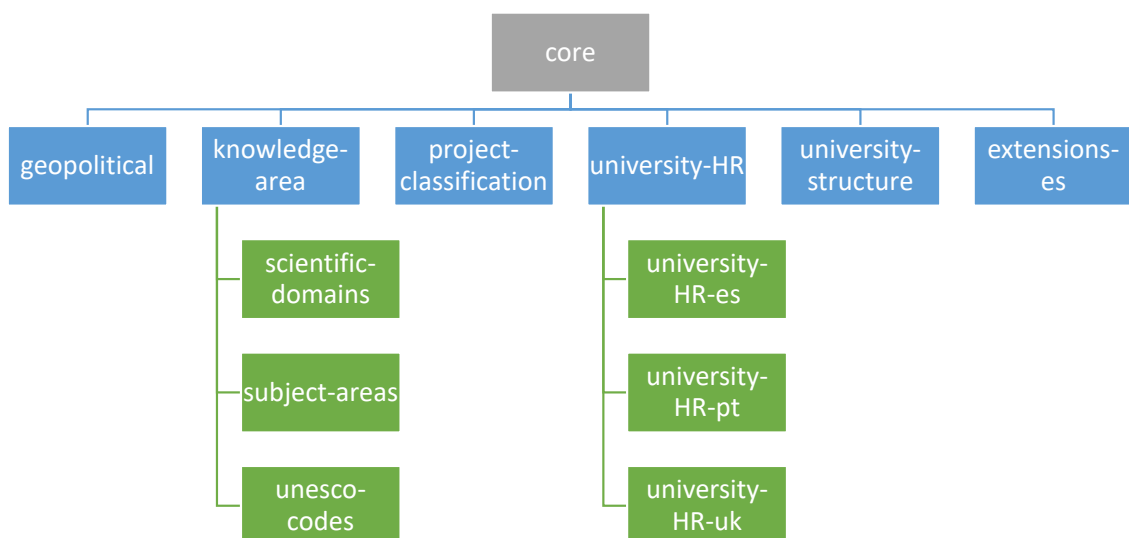 core
geopolitical
knowledge-
area
project-
classification
university-HR
university-
structure
extensions-
es
scientific-
domains
subject-areas
unesco-
codes
university-
HR-es
university-
HR-pt
university-
HR-uk